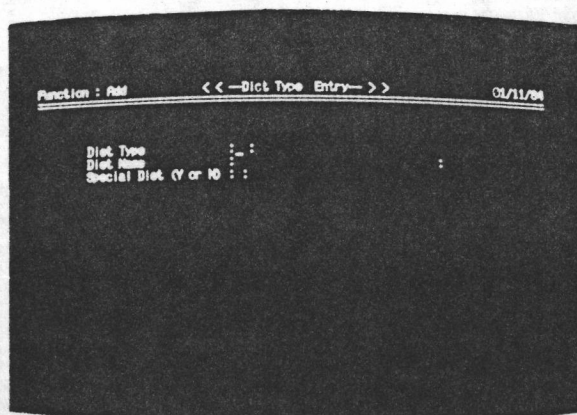 Function : Add << —Diet Type Entry— >> 01/11/84
Diet Type :_ :
Diet Name : :
Special Diet (Y or N) : :